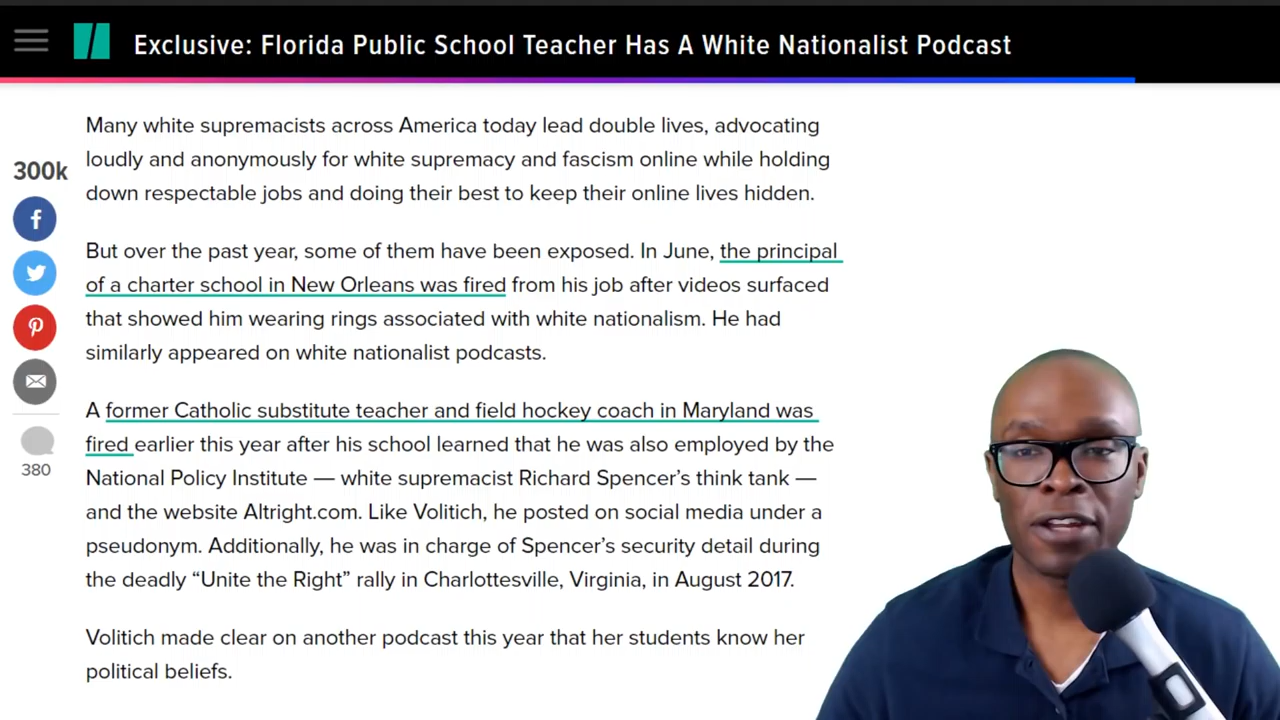 Exclusive: Florida Public School Teacher Has A White Nationalist Podcast
Many white supremacists across America today lead double lives, advocating
loudly and anonymously for white supremacy and fascism online while holding
down respectable jobs and doing their best to keep their online lives hidden.
300k
But over the past year, some of them have been exposed. In June, the principal
of a charter school in New Orleans was fired from his job after videos surfaced
that showed him wearing rings associated with white nationalism. He had
similarly appeared on white nationalist podcasts.
A former Catholic substitute teacher and field hockey coach in Maryland was
fired earlier this year after his school learned that he was also employed by the
380
National Policy Institute — white supremacist Richard Spencer’s think tank —
and the website Altright.com. Like Volitich, he posted on social media under a
pseudonym. Additionally, he was in charge of Spencer’s security detail during
the deadly “Unite the Right” rally in Charlottesville, Virginia, in August 2017.
Volitich made clear on another podcast this year that her students know her
political beliefs.